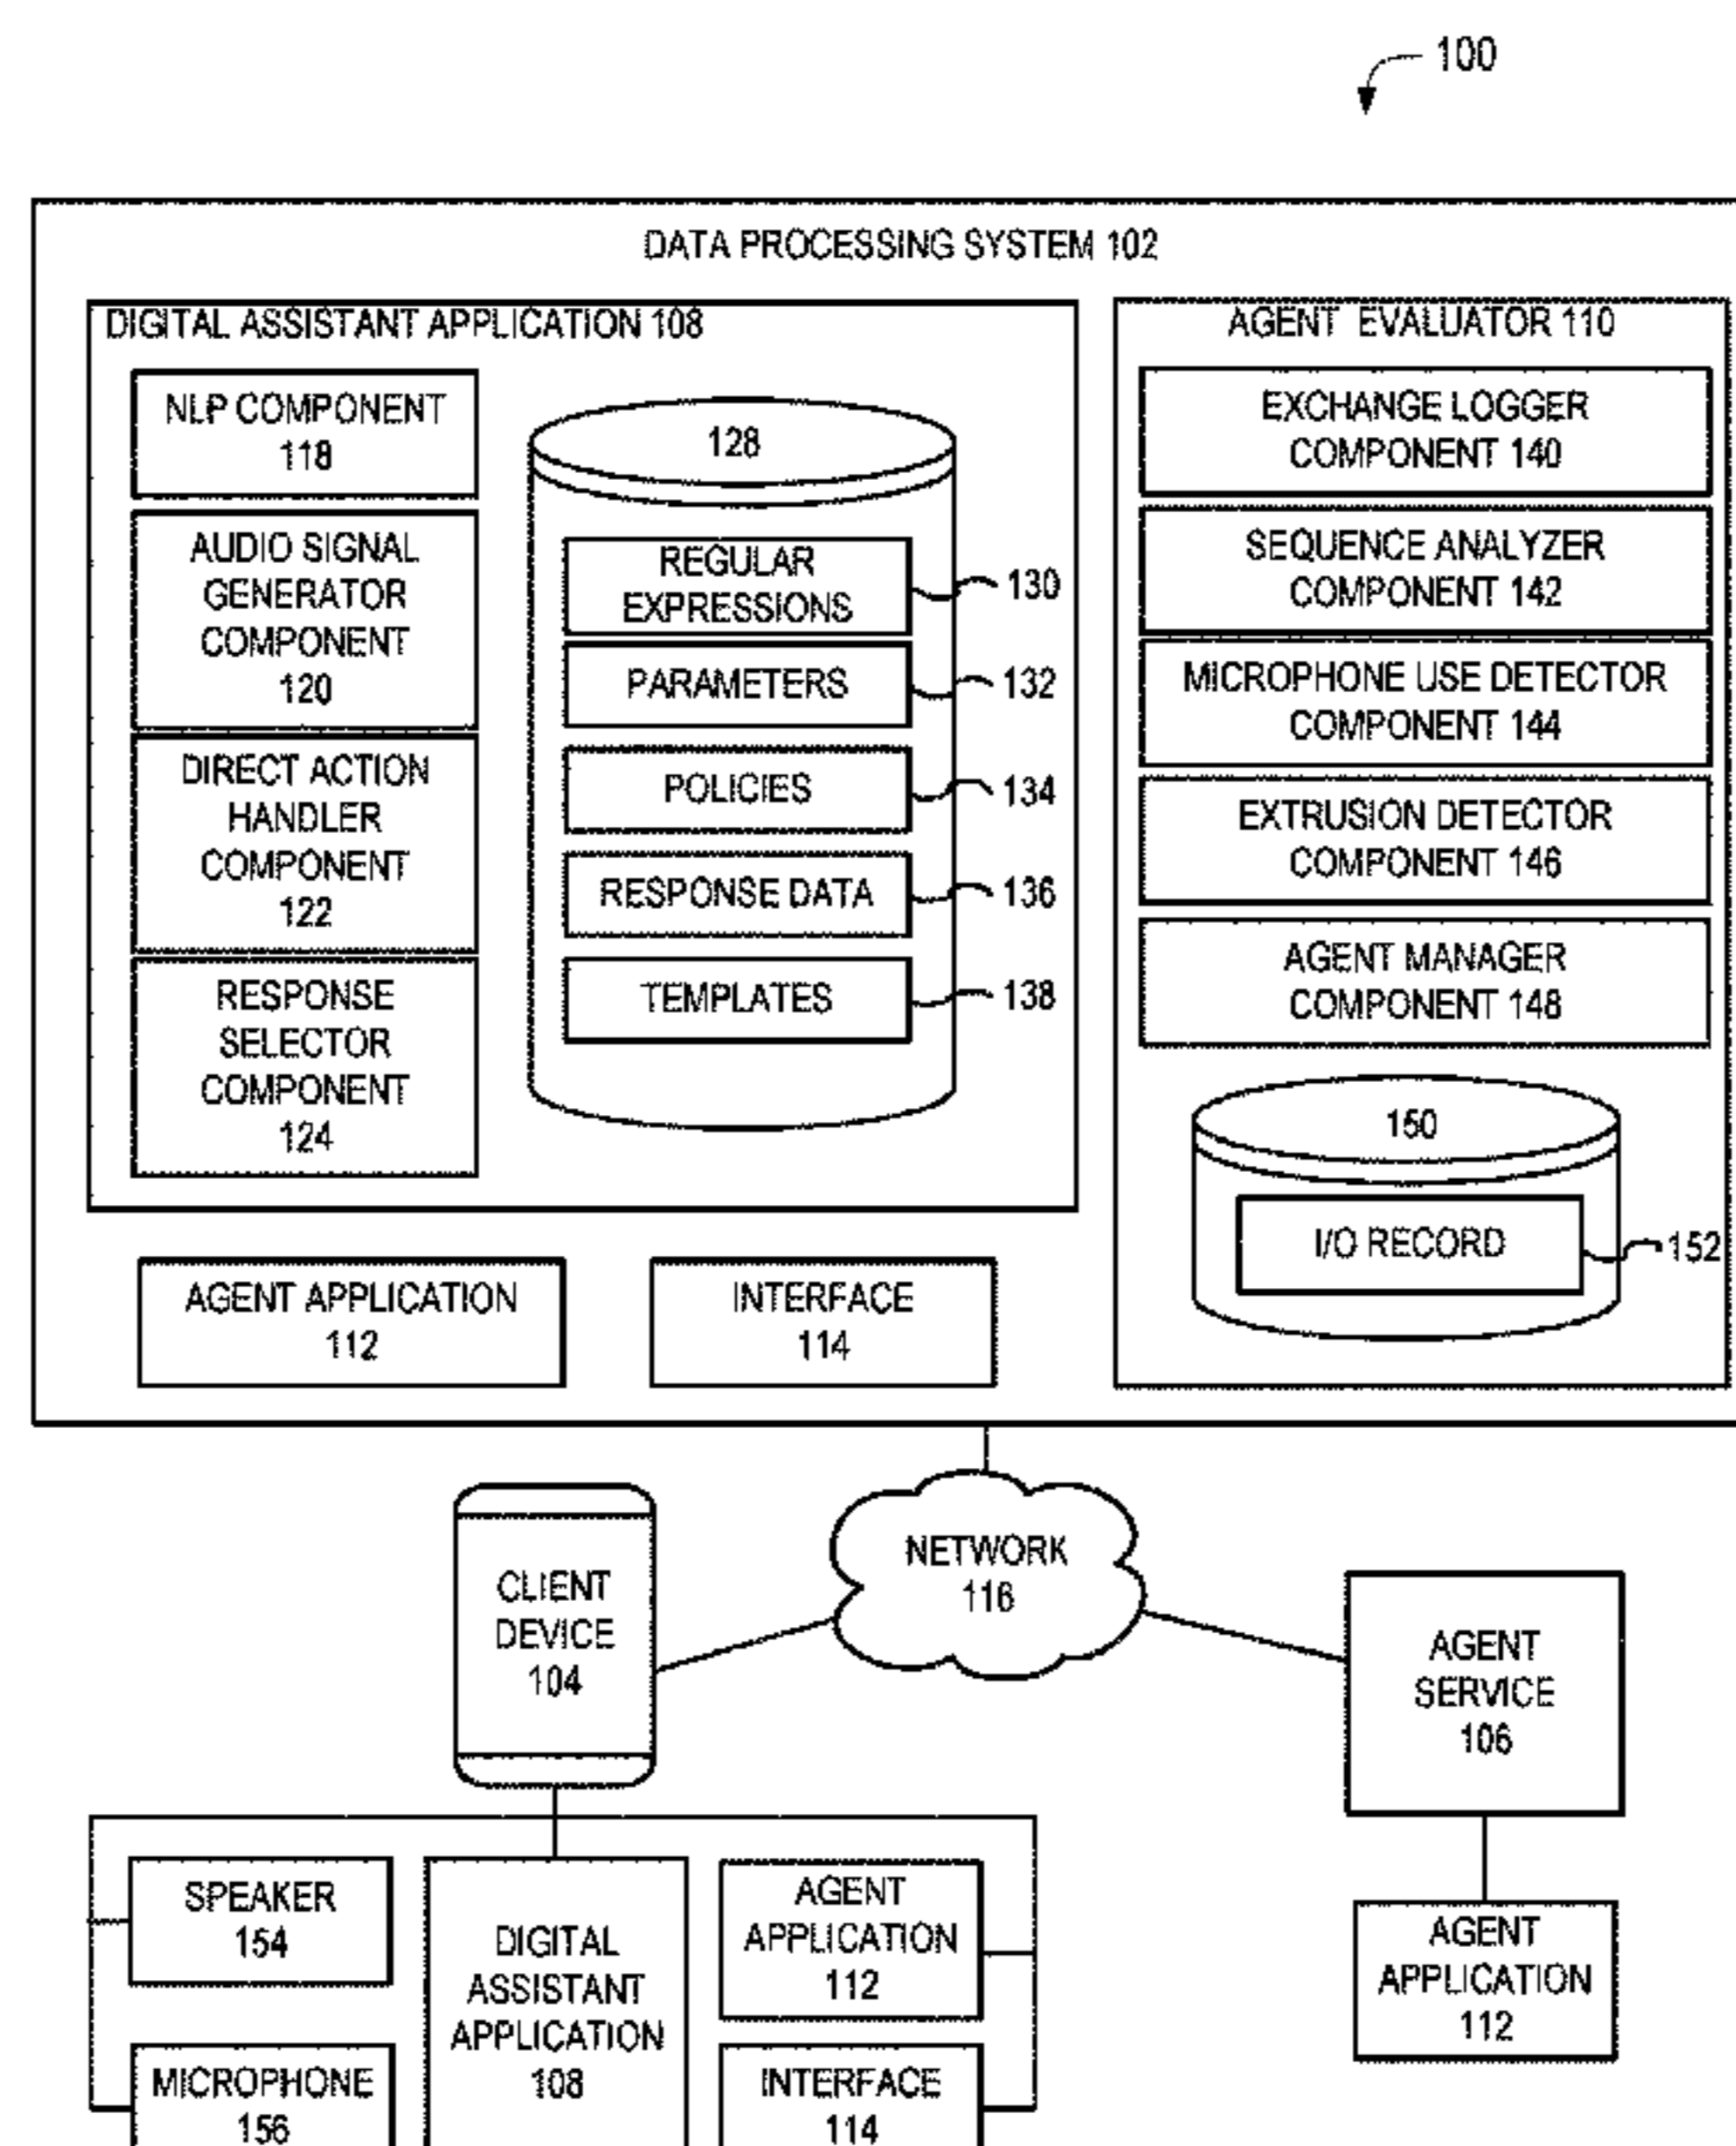 100
DATA PROCESSING SYSTEM 102
DIGITAL ASSISTANT APPLICATION 108
NLP COMPONENT
118
AUDIO SIGNAL
GENERATOR
COMPONENT
120
DIRECT ACTION
HANDLER
COMPONENT
122
RESPONSE
SELECTOR
COMPONENT
124
128
REGULAR
EXPRESSIONS
130
PARAMETERS
132
POLICIES
134
RESPONSE DATA
136
TEMPLATES
138
AGENT EVALUATOR 110
EXCHANGE LOGGER
COMPONENT 140
SEQUENCE ANALYZER
COMPONENT 142
MICROPHONE USE DETECTOR
COMPONENT 144
EXTRUSION DETECTOR
COMPONENT 146
AGENT MANAGER
COMPONENT 148
150
I/O RECORD
152
AGENT APPLICATION
112
INTERFACE
114
CLIENT
DEVICE
104
NETWORK
116
AGENT
SERVICE
106
SPEAKER
154
MICROPHONE
156
DIGITAL
ASSISTANT
APPLICATION
108
AGENT
APPLICATION
112
INTERFACE
114
AGENT
APPLICATION
112